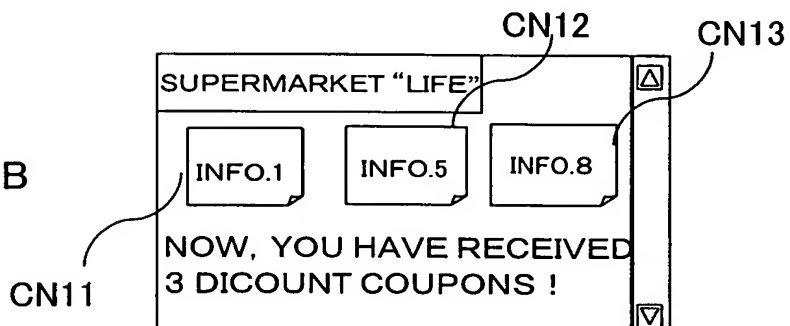 CN12
CN13
SUPERMARKET “LIFE”
INFO.1 INFO.5 INFO.8
B
NOW, YOU HAVE RECEIVED
3 DICOUNT COUPONS !
CN11